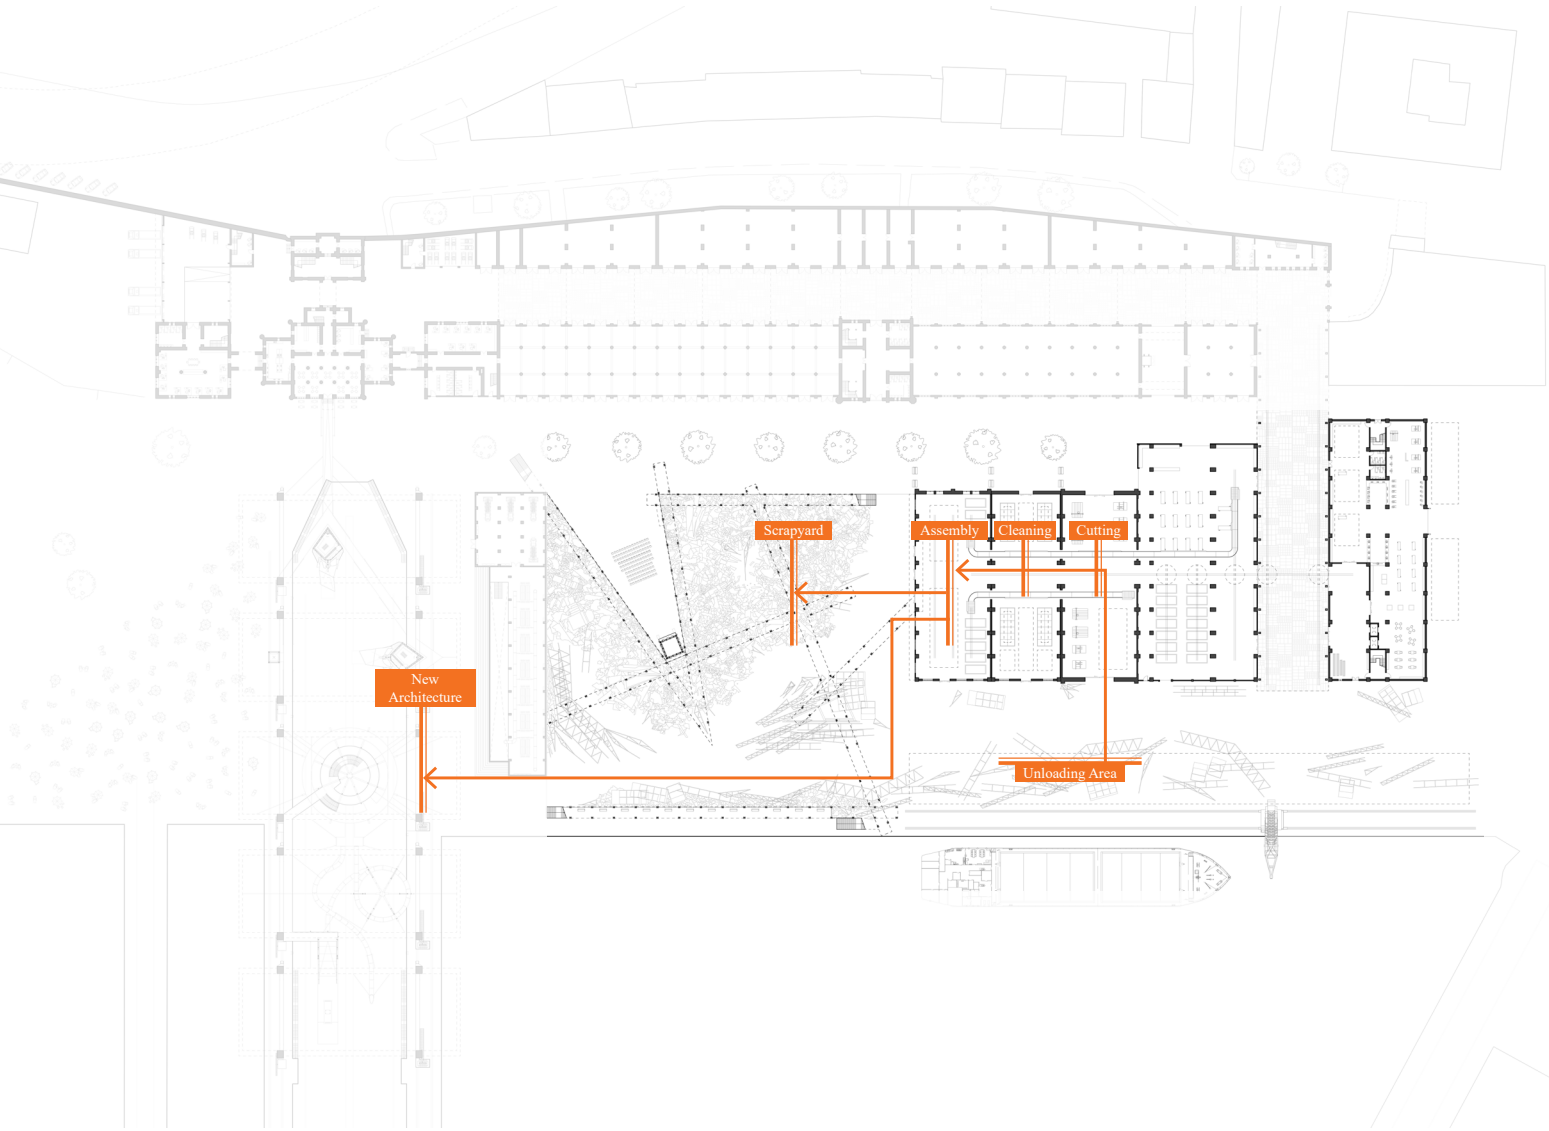 Scrapyard
Assembly
Cleaning
Cutting
New
Architecture
Unloading Area